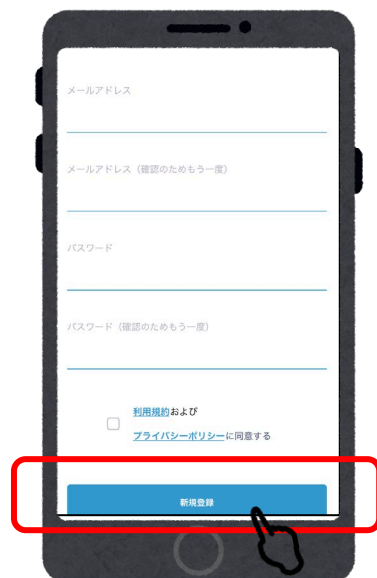 メールアドレス
メールアドレス（確認のためもう一度）
パスワード
パスワード（確認のためもう一度）
利用規約および
プライバシーポリシーに同意する
新規登録